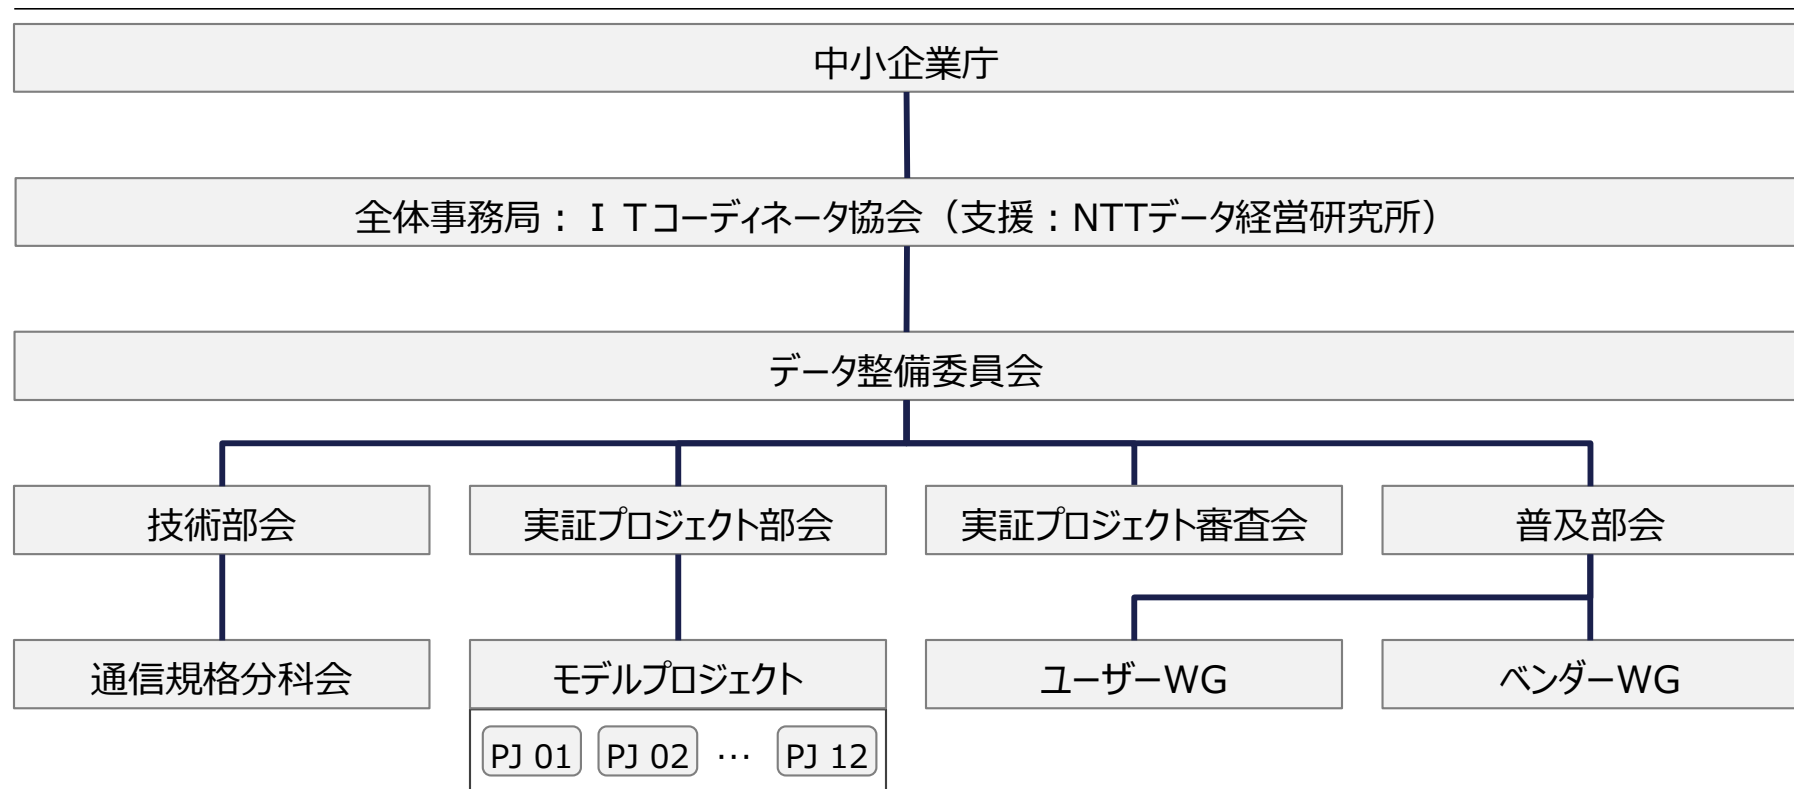 中小企業庁
全体事務局：ＩＴコーディネータ協会（支援：NTTデータ経営研究所）
データ整備委員会
技術部会
実証プロジェクト部会
実証プロジェクト審査会
普及部会
通信規格分科会
モデルプロジェクト
ユーザーWG
ベンダーWG
PJ 01 PJ 02 … PJ 12